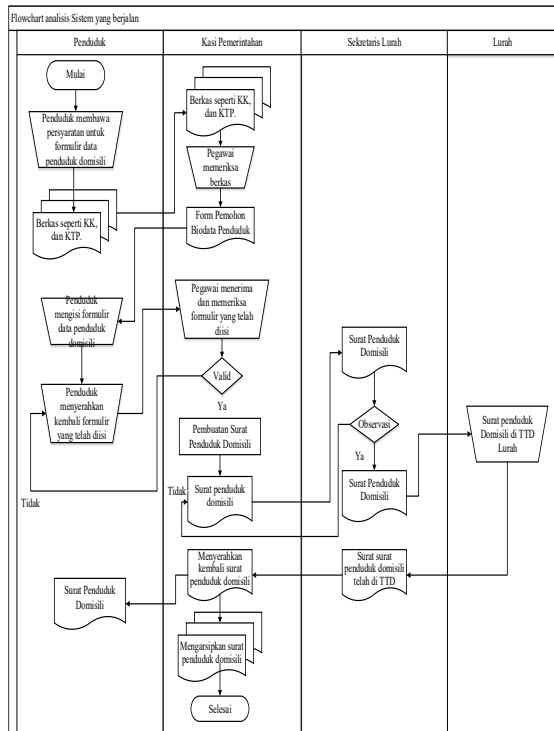 Flowchart analisis Sistem yang berjalan
Penduduk
Kasi Pemerintahan
Sekretaris Lurah
Lurah
Mulai
Penduduk membawa
persyaratan untuk
formulir data
penduduk domisili
Berkas seperti KK,
dan KTP.
Berkas seperti KK,
dan KTP.
Pegawai
memeriksa
berkas
Form Pemohon
Biodata Penduduk
Penduduk
mengisi formulir
data penduduk
domisili
Penduduk
menyerahkan
kembali formulir
yang telah diisi
Tidak
Pegawai menerima
dan memeriksa
formulir yang telah
diisi
Valid
Ya
Pembuatan Surat
Penduduk Domisili
Tidak
Surat penduduk
domisili
Surat Penduduk
Domisili
Observasi
Ya
Surat Penduduk
Domisili
Surat penduduk
Domisili di TTD
Lurah
Surat surat
penduduk domisili
telah di TTD
Menyerahkan
kembali surat
penduduk domisili
Surat Penduduk
Domisili
Mengarsipkan surat
penduduk domisili
Selesai